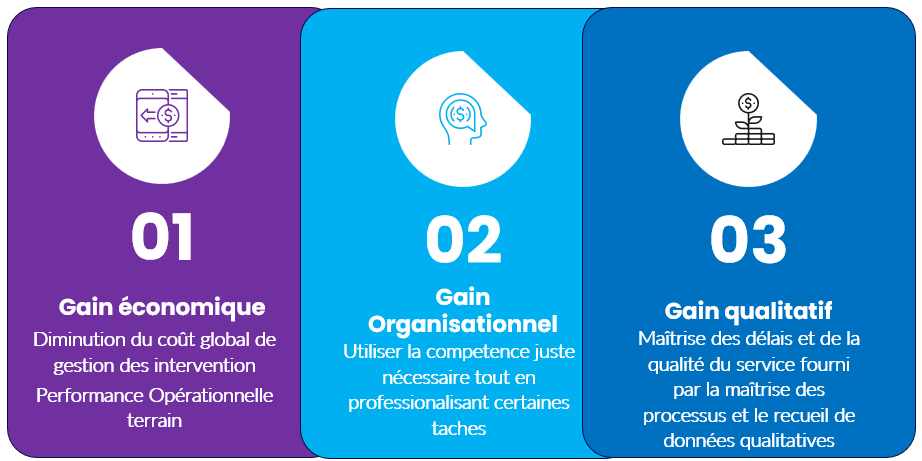 01
Gain économique
Diminution du coût global de
gestion des intervention
Performance Opérationnelle
terrain
02
Gain
Organisationnel
Utiliser la competence juste
nécessaire tout en
professionalisant certaines
taches
03
Gain qualitatif
Maîtrise des délais et de la
qualité du service fourni
par la maîtrise des
processus et le recueil de
données qualitatives